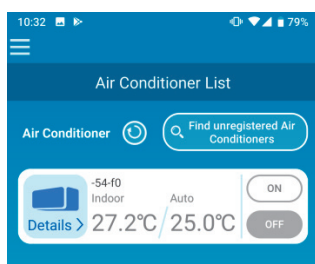 10:32 79%
Air Conditioner List
Air Conditioner
Find unregistered Air
Conditioners
-54-f0
Indoor Auto ON
Details > 27.2℃ 25.0℃ OFF